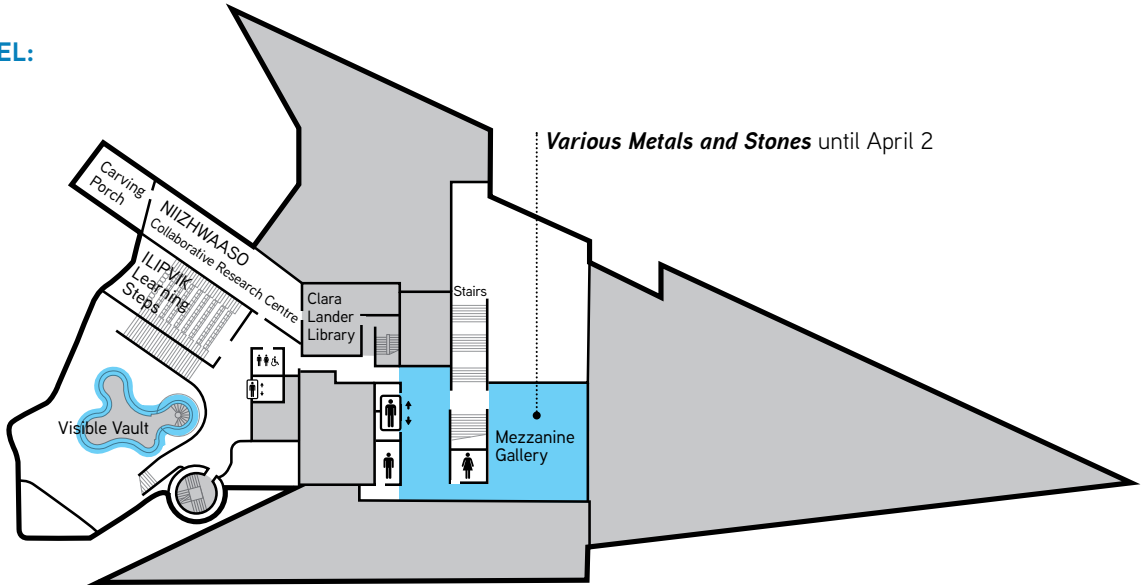 EL:
Various Metals and Stones until April 2
Carving
Porch
NIIZHWAASO
Collaborative Research Centre
ILIPVIK
Learning
Steps
Clara
Lander
Library
Stairs
Visible Vault
Mezzanine
Gallery